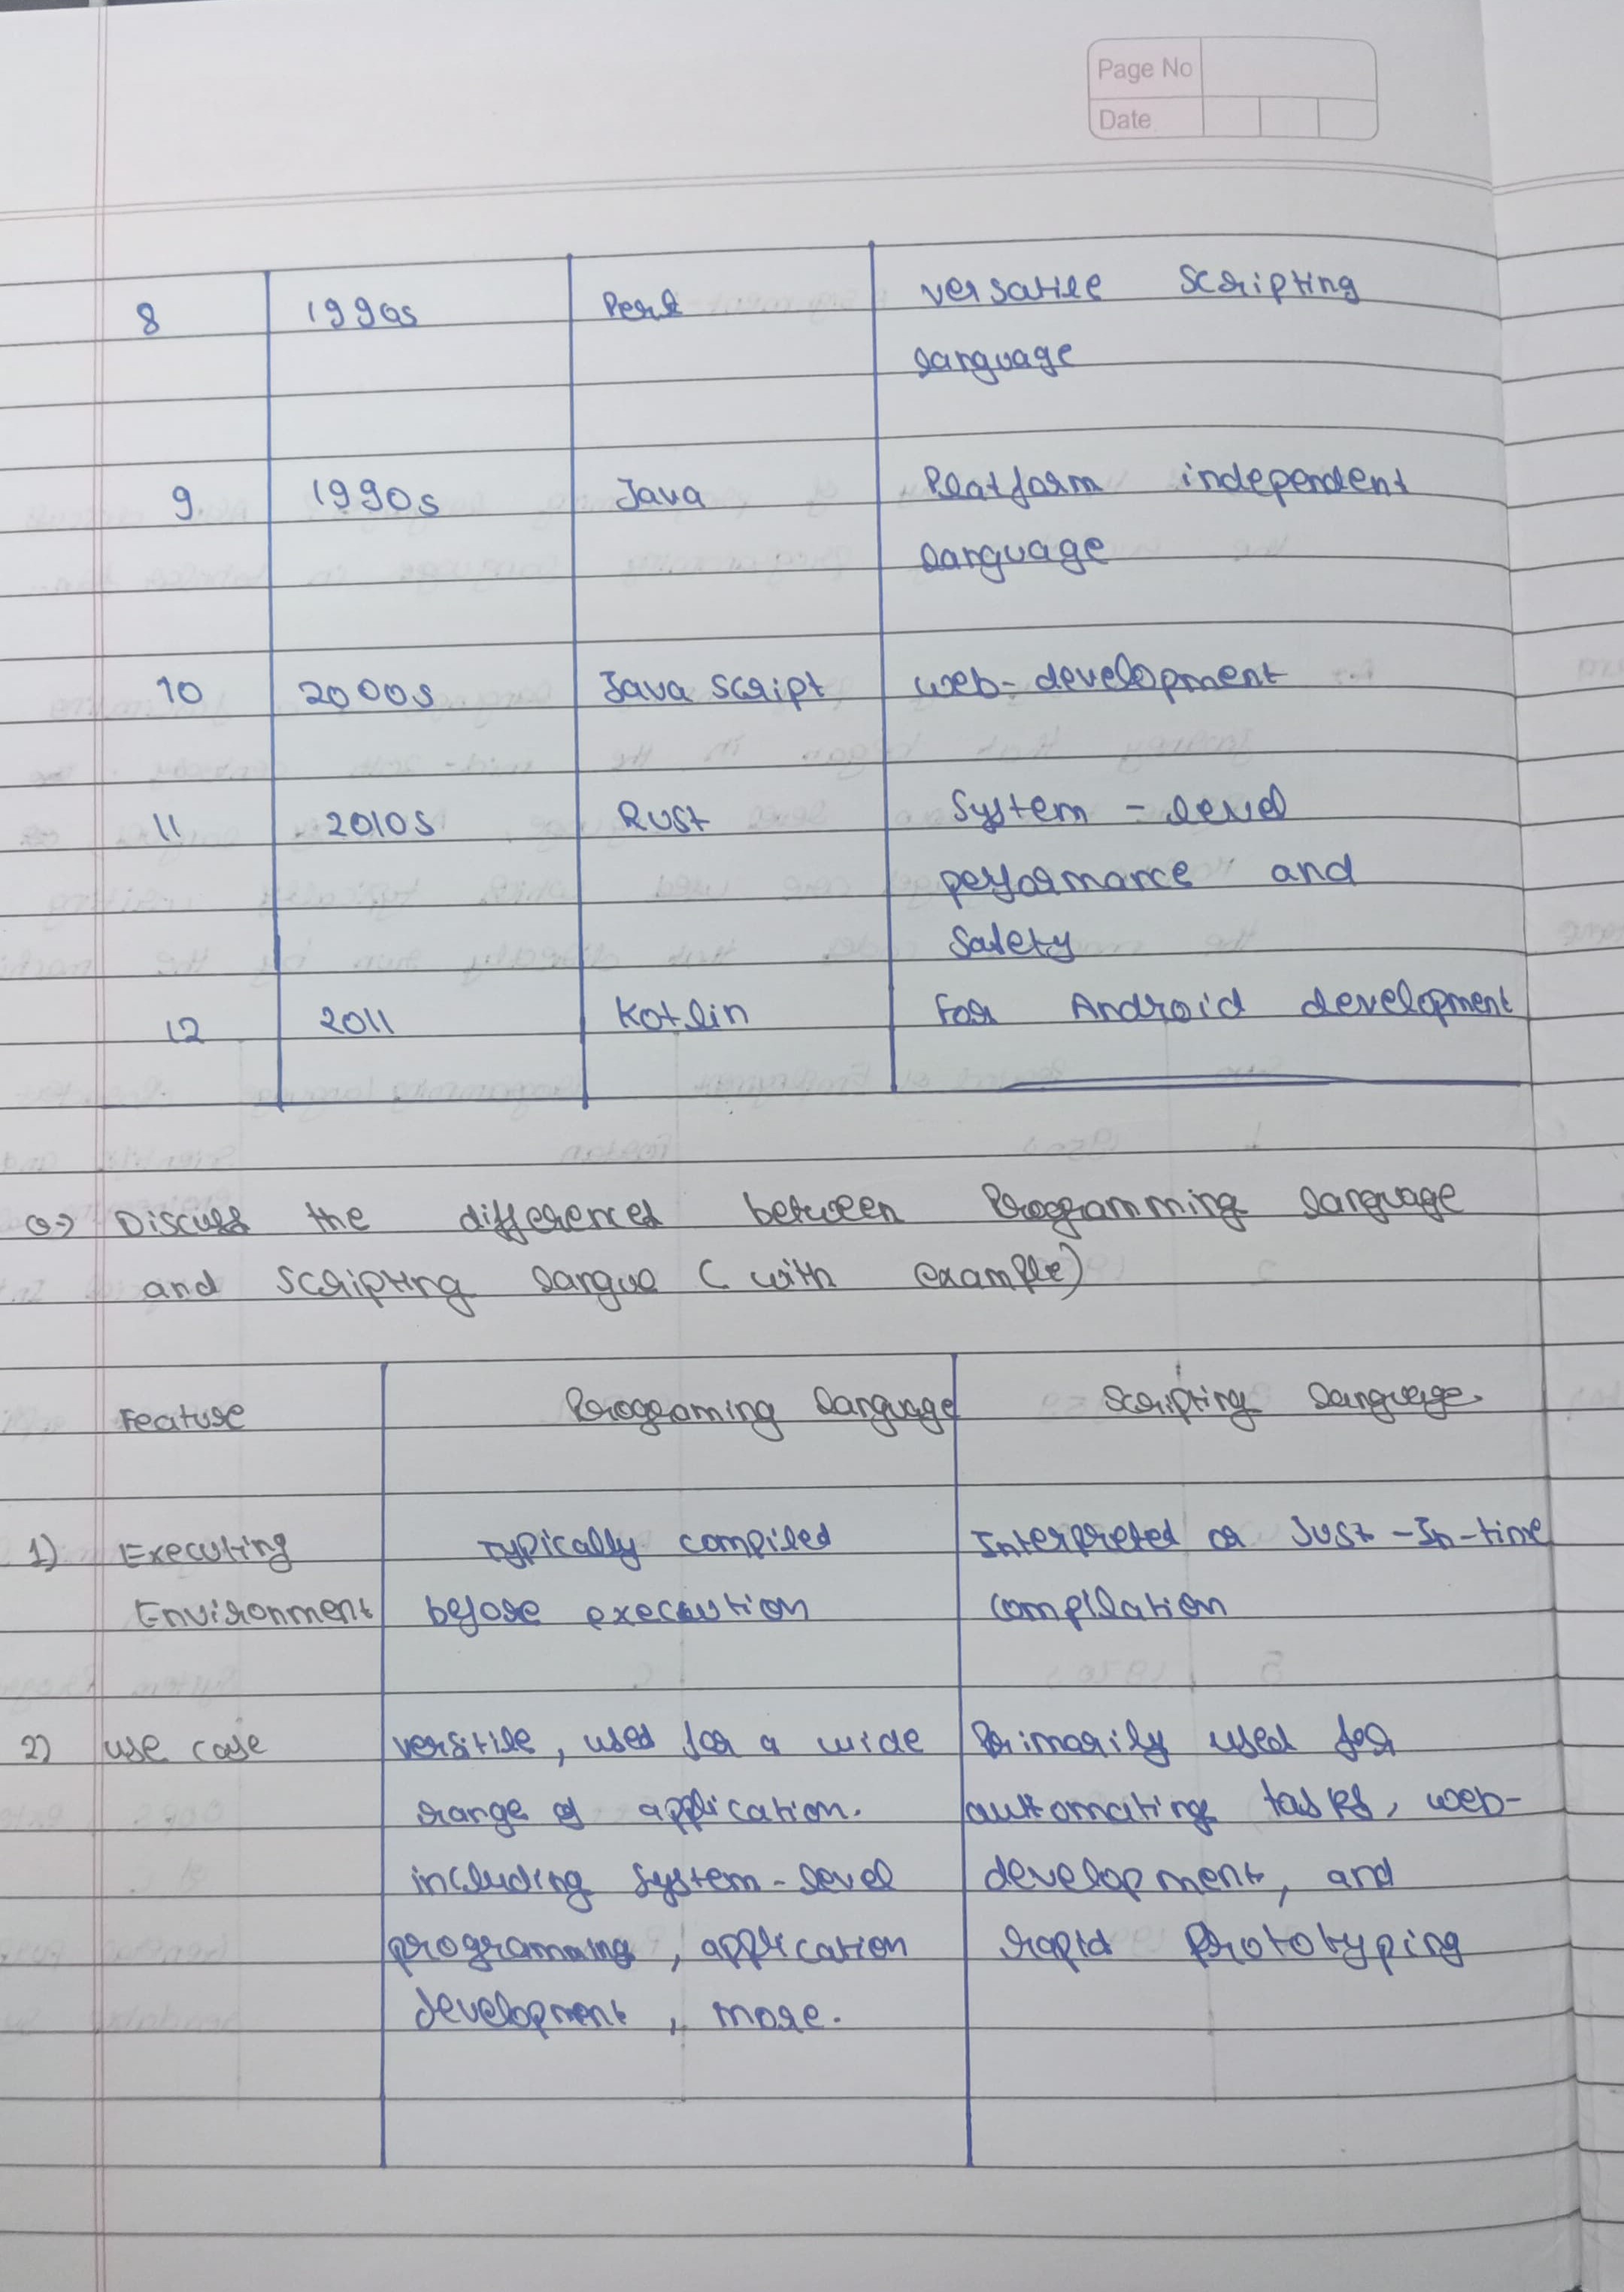 Page No
Date
8 1990s Perl versatile Scripting
language
9 1990s Java Platform independent
language
10 2000s Java script web-development
11 2010s Rust System - level
performance and
Safety
12 2011 Kotlin For Android development
Q> Discuss the differences between Programming language
and scripting langue (with example)
Feature Programing language Scripting language.
1) Executing Typically compiled Interpreted or Just-In-time
Environment before execution compilation
2) use case versitile, used for a wide Primarily used for
range of application. automating tasks, web-
including system-level development, and
programming, application rapid Prototyping
development, more.